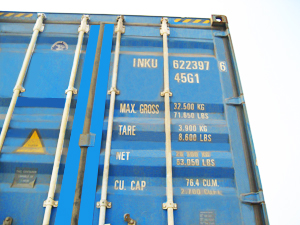 INKU 622397 6
45G1
MAX. GROSS 32.500 KG
71.650 LBS
TARE 3.900 KG
8.600 LBS
NET
63.050 LBS
CU. CAP 76.4 CU.M.